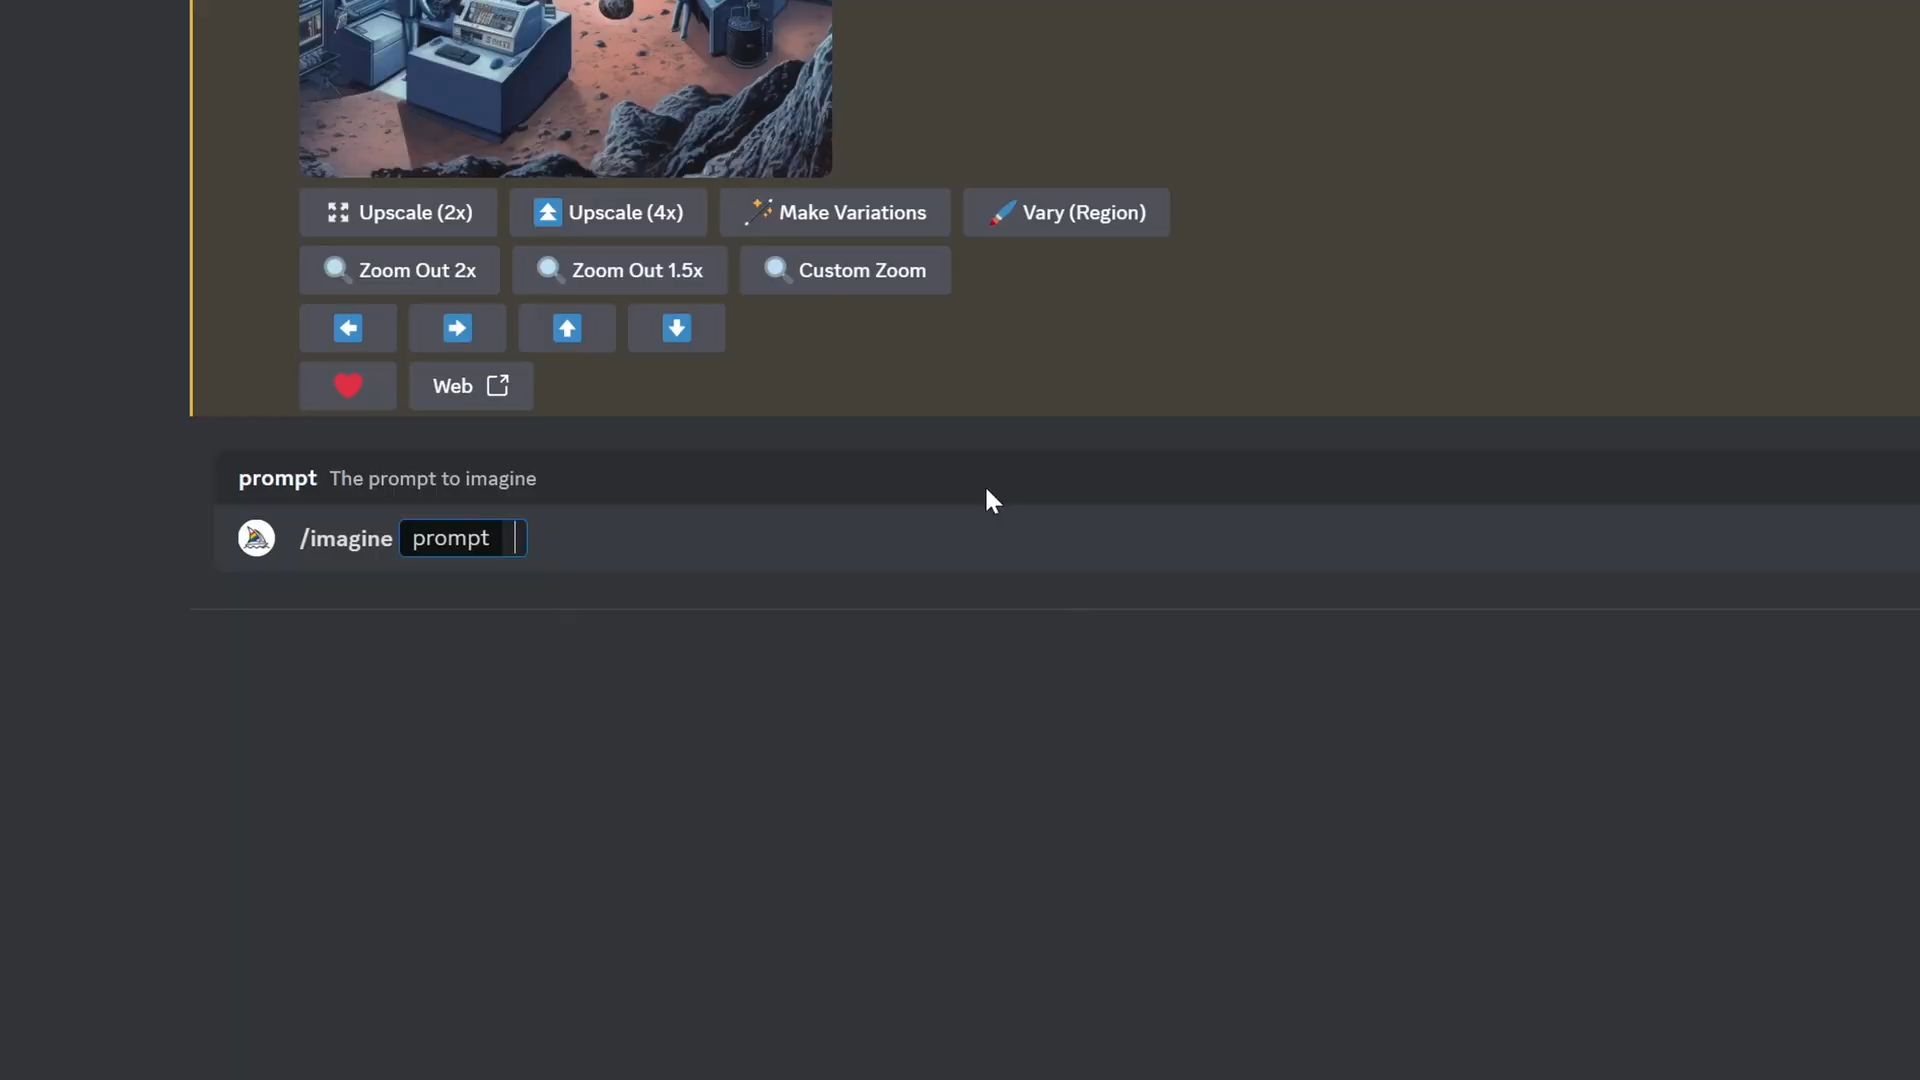 Upscale (2x) Upscale (4x) Make Variations Vary (Region)
Zoom Out 2x Zoom Out 1.5x Custom Zoom
Web
prompt The prompt to imagine
/imagine prompt